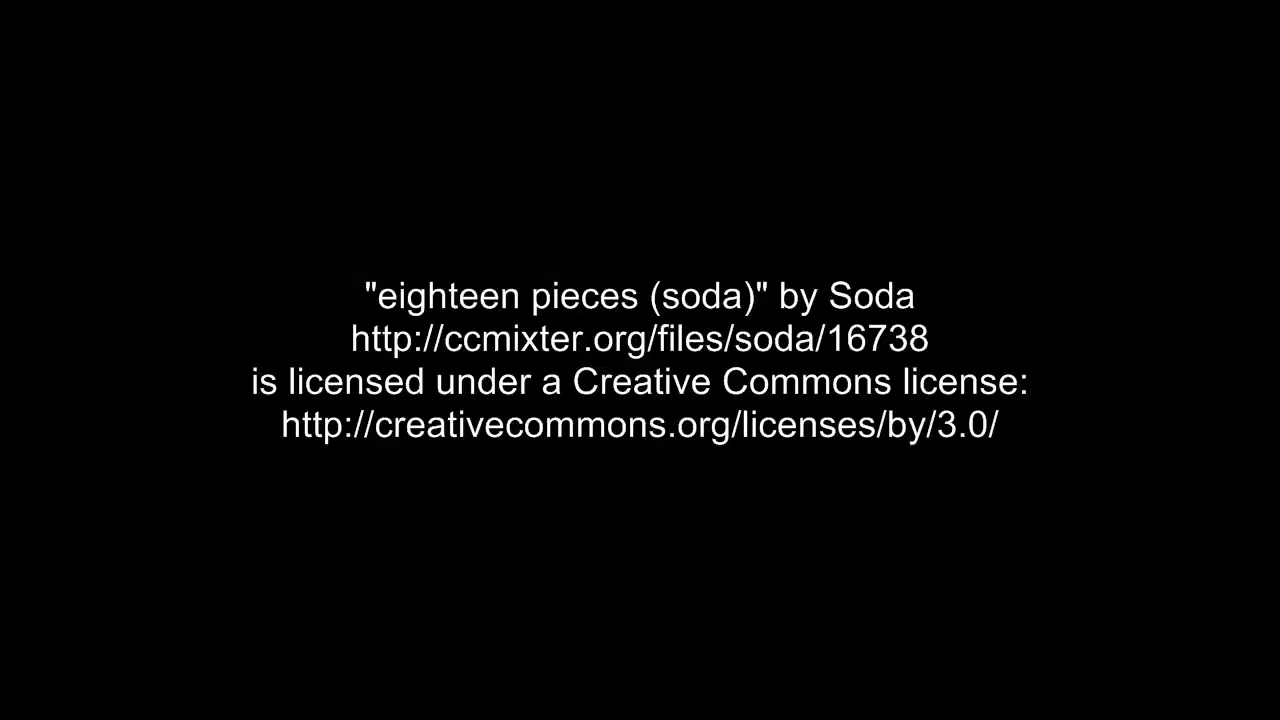 "eighteen pieces (soda)" by Soda
http://ccmixter.org/files/soda/16738
is licensed under a Creative Commons license:
http://creativecommons.org/licenses/by/3.0/